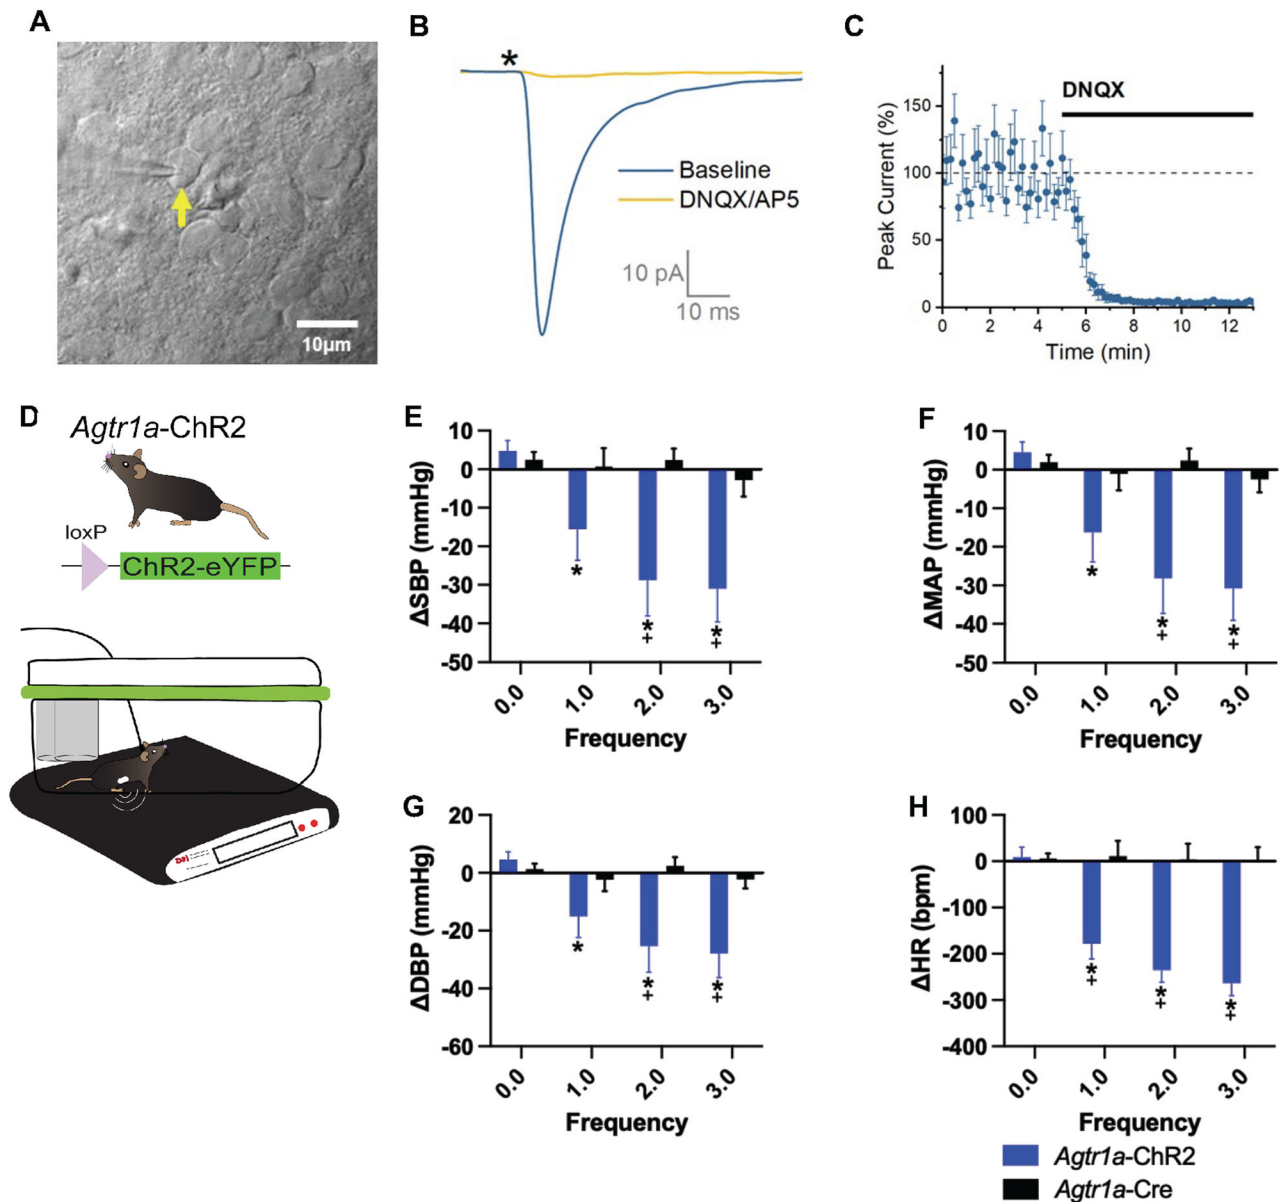 A
10µm
B
*
Baseline
DNQX/AP5
10 pA
10 ms
C
DNQX
Peak Current (%)
150
100
50
0
0 2 4 6 8 10 12
Time (min)
D
Agtr1a-ChR2
loxP
ChR2-eYFP
DSI
E
ΔSBP (mmHg)
10
0
-10
-20
-30
-40
-50
*
*
+
*
+
0.0 1.0 2.0 3.0
Frequency
F
ΔMAP (mmHg)
10
0
-10
-20
-30
-40
-50
*
*
+
*
+
0.0 1.0 2.0 3.0
Frequency
G
ΔDBP (mmHg)
20
0
-20
-40
-60
*
*
+
*
+
0.0 1.0 2.0 3.0
Frequency
H
ΔHR (bpm)
100
0
-100
-200
-300
-400
*
+
*
+
*
+
0.0 1.0 2.0 3.0
Frequency
Agtr1a-ChR2
Agtr1a-Cre